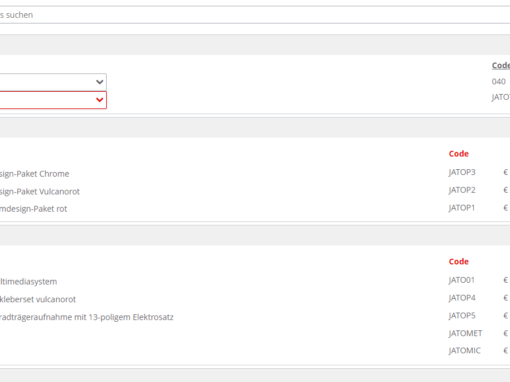 s suchen
Code
040
JATO
Code
sign-Paket Chrome JATOP3 €
sign-Paket Vulcanorot JATOP2 €
mdesign-Paket rot JATOP1 €
Code
ltimediasystem JATO01 €
kleberset vulcanorot JATOP4 €
radträgeraufnahme mit 13-poligem Elektrosatz JATOP5 €
JATOMET €
JATOMIC €